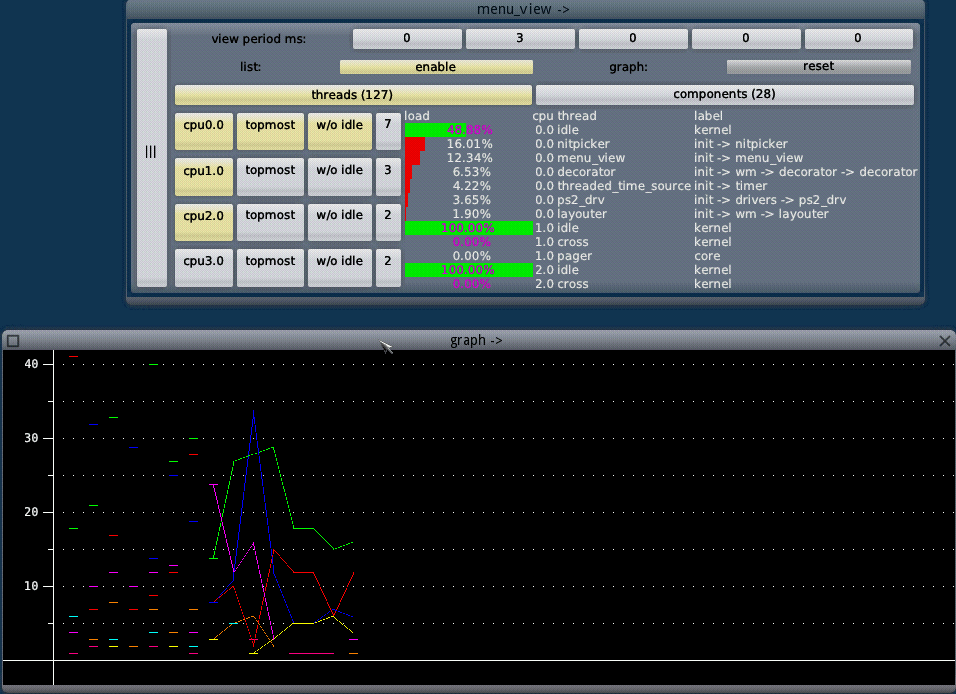 menu_view ->
view period ms: 0 3 0 0 0
list: enable graph: reset
threads (127) components (28)
load cpu thread label
cpu0.0 topmost w/o idle 7
48.88% 0.0 idle kernel
16.01% 0.0 nitpicker init -> nitpicker
12.34% 0.0 menu_view init -> menu_view
cpu1.0 topmost w/o idle 3
6.53% 0.0 decorator init -> wm -> decorator -> decorator
4.22% 0.0 threaded_time_source init -> timer
3.65% 0.0 ps2_drv init -> drivers -> ps2_drv
cpu2.0 topmost w/o idle 2
1.90% 0.0 layouter init -> wm -> layouter
100.00% 1.0 idle kernel
0.00% 1.0 cross kernel
cpu3.0 topmost w/o idle 2
0.00% 1.0 pager core
100.00% 2.0 idle kernel
0.00% 2.0 cross kernel
graph ->
40
30
20
10